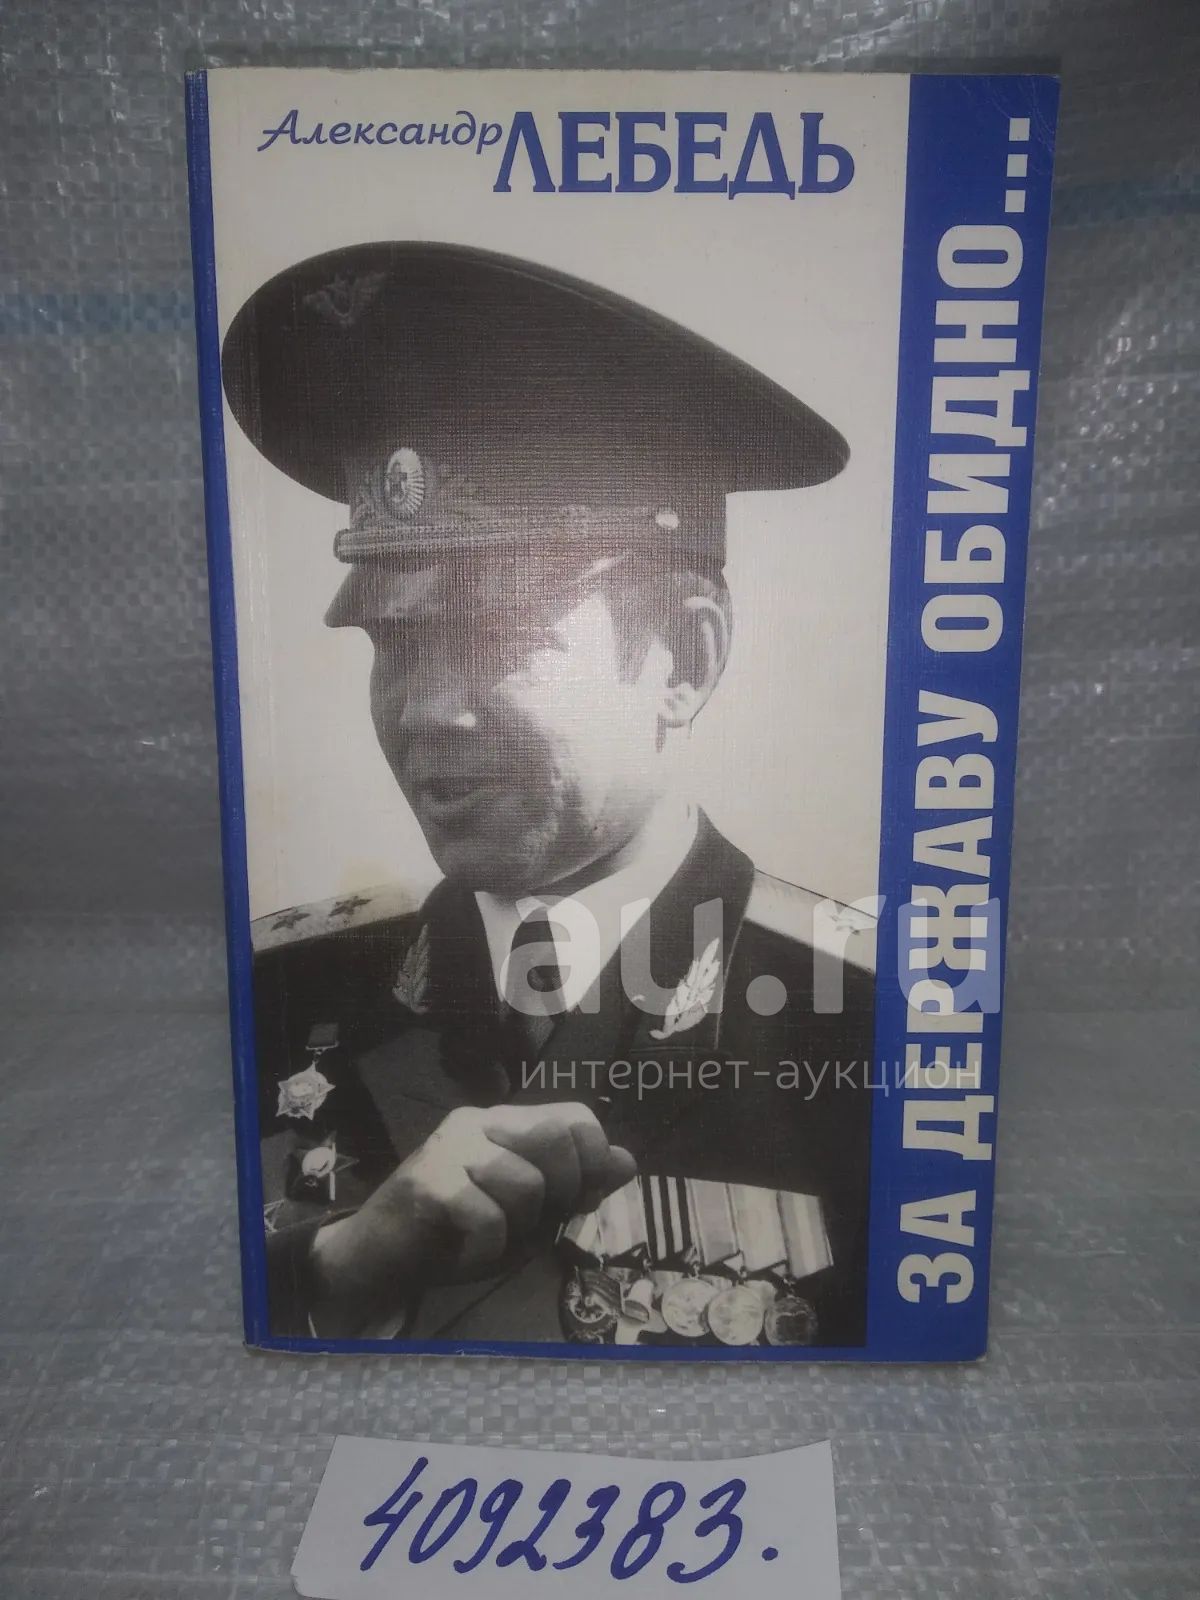 Александр ЛЕБЕДЬ
ЗА ДЕРЖАВУ ОБИДНО...
au.ru
интернет-аукцион
4092383.